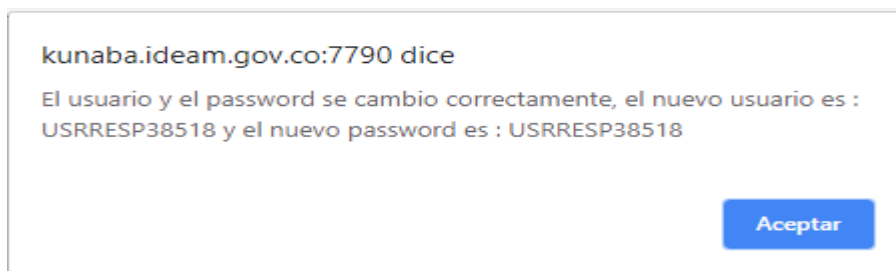 kunaba.ideam.gov.co:7790 dice
El usuario y el password se cambio correctamente, el nuevo usuario es :
USRRESP38518 y el nuevo password es : USRRESP38518
Aceptar